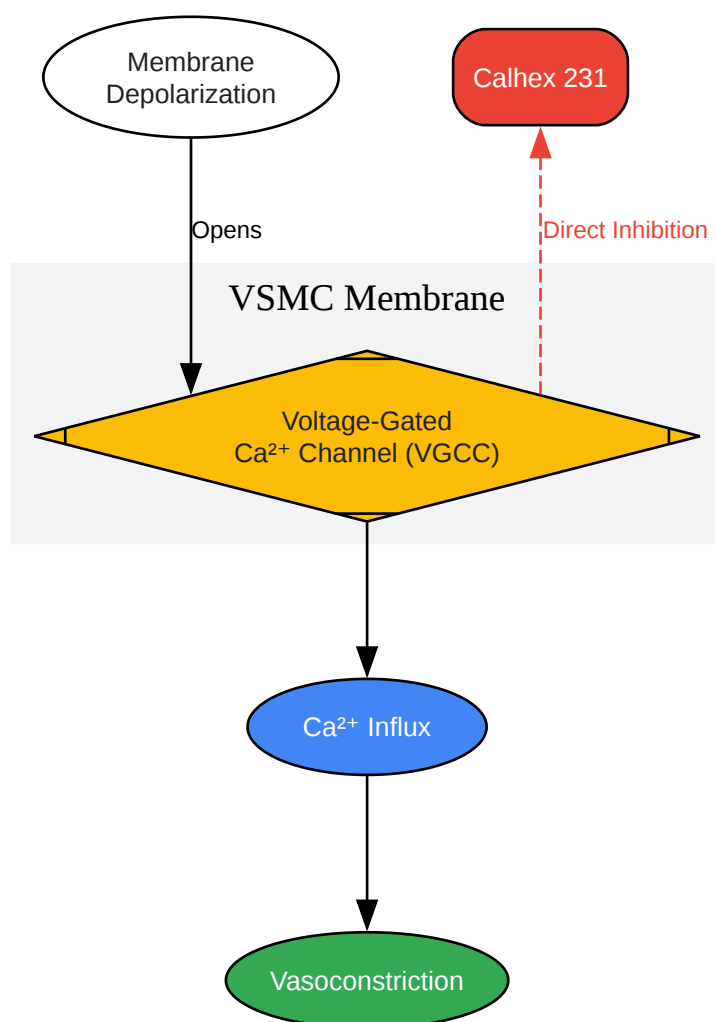 Membrane
Depolarization
Calhex 231
Opens
Direct Inhibition
VSMC Membrane
Voltage-Gated
Ca²⁺ Channel (VGCC)
Ca²⁺ Influx
Vasoconstriction